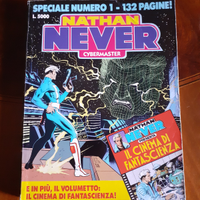 SPECIALE NUMERO 1 - 132 PAGINE!
L. 5000
NATHAN
NEVER
CYBERMASTER
NATHAN
NEVER
IL CINEMA DI
FANTASCIENZA
E IN PIÙ, IL VOLUMETTO:
IL CINEMA DI FANTASCIENZA!